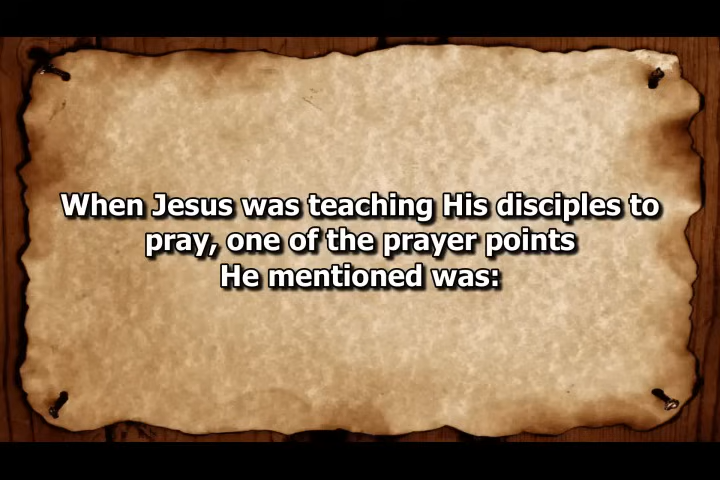 When Jesus was teaching His disciples to
pray, one of the prayer points
He mentioned was: